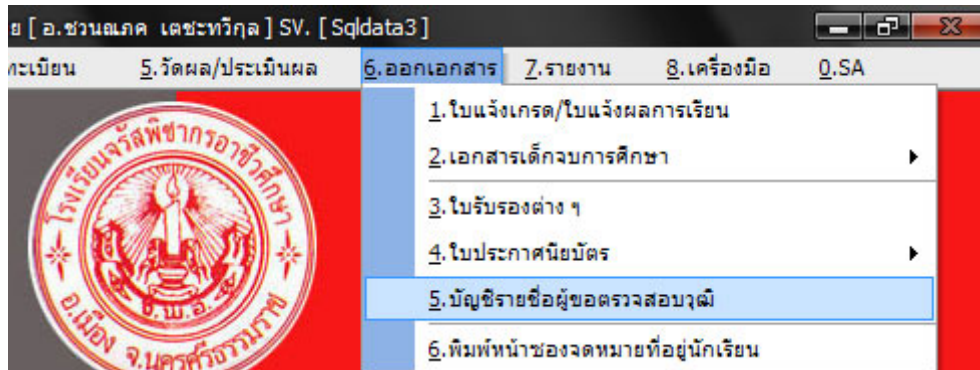 ย [ อ.ชวนณภค เตชะทวีกุล ] SV. [ Sqldata3 ]
ทะเบียน 5.วัดผล/ประเมินผล 6.ออกเอกสาร 7.รายงาน 8.เครื่องมือ 0.SA
1.ใบแจ้งเกรด/ใบแจ้งผลการเรียน
2.เอกสารเด็กจบการศึกษา
3.ใบรับรองต่าง ๆ
4.ใบประกาศนียบัตร
5.บัญชีรายชื่อผู้ขอตรวจสอบวุฒิ
6.พิมพ์หน้าซองจดหมายที่อยู่นักเรียน
โรงเรียนจรัสพิชากรอาชีวศึกษา
จ.พ.อ.
อ.เมือง จ.นครศรีธรรมราช